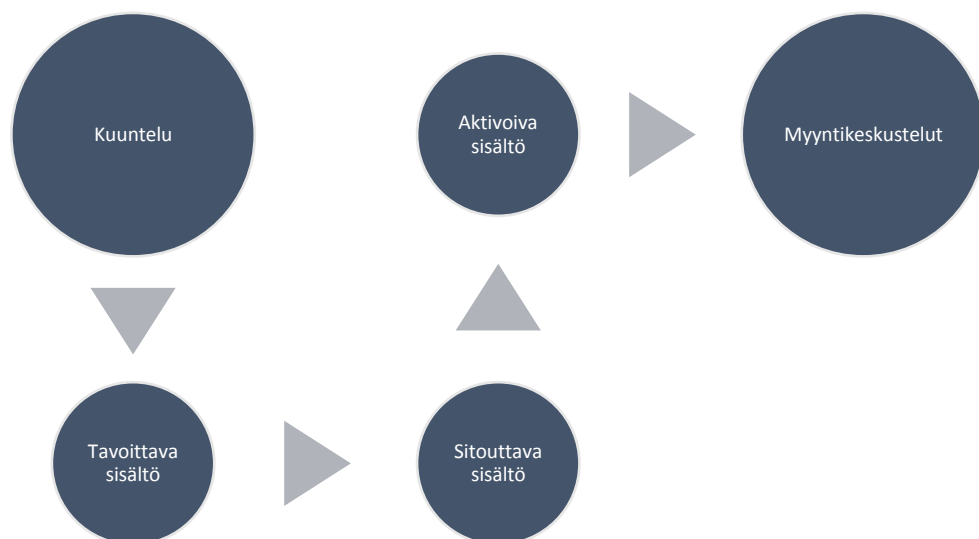 Kuuntelu
Tavoittava
sisältö
Sitouttava
sisältö
Aktivoiva
sisältö
Myyntikeskustelut